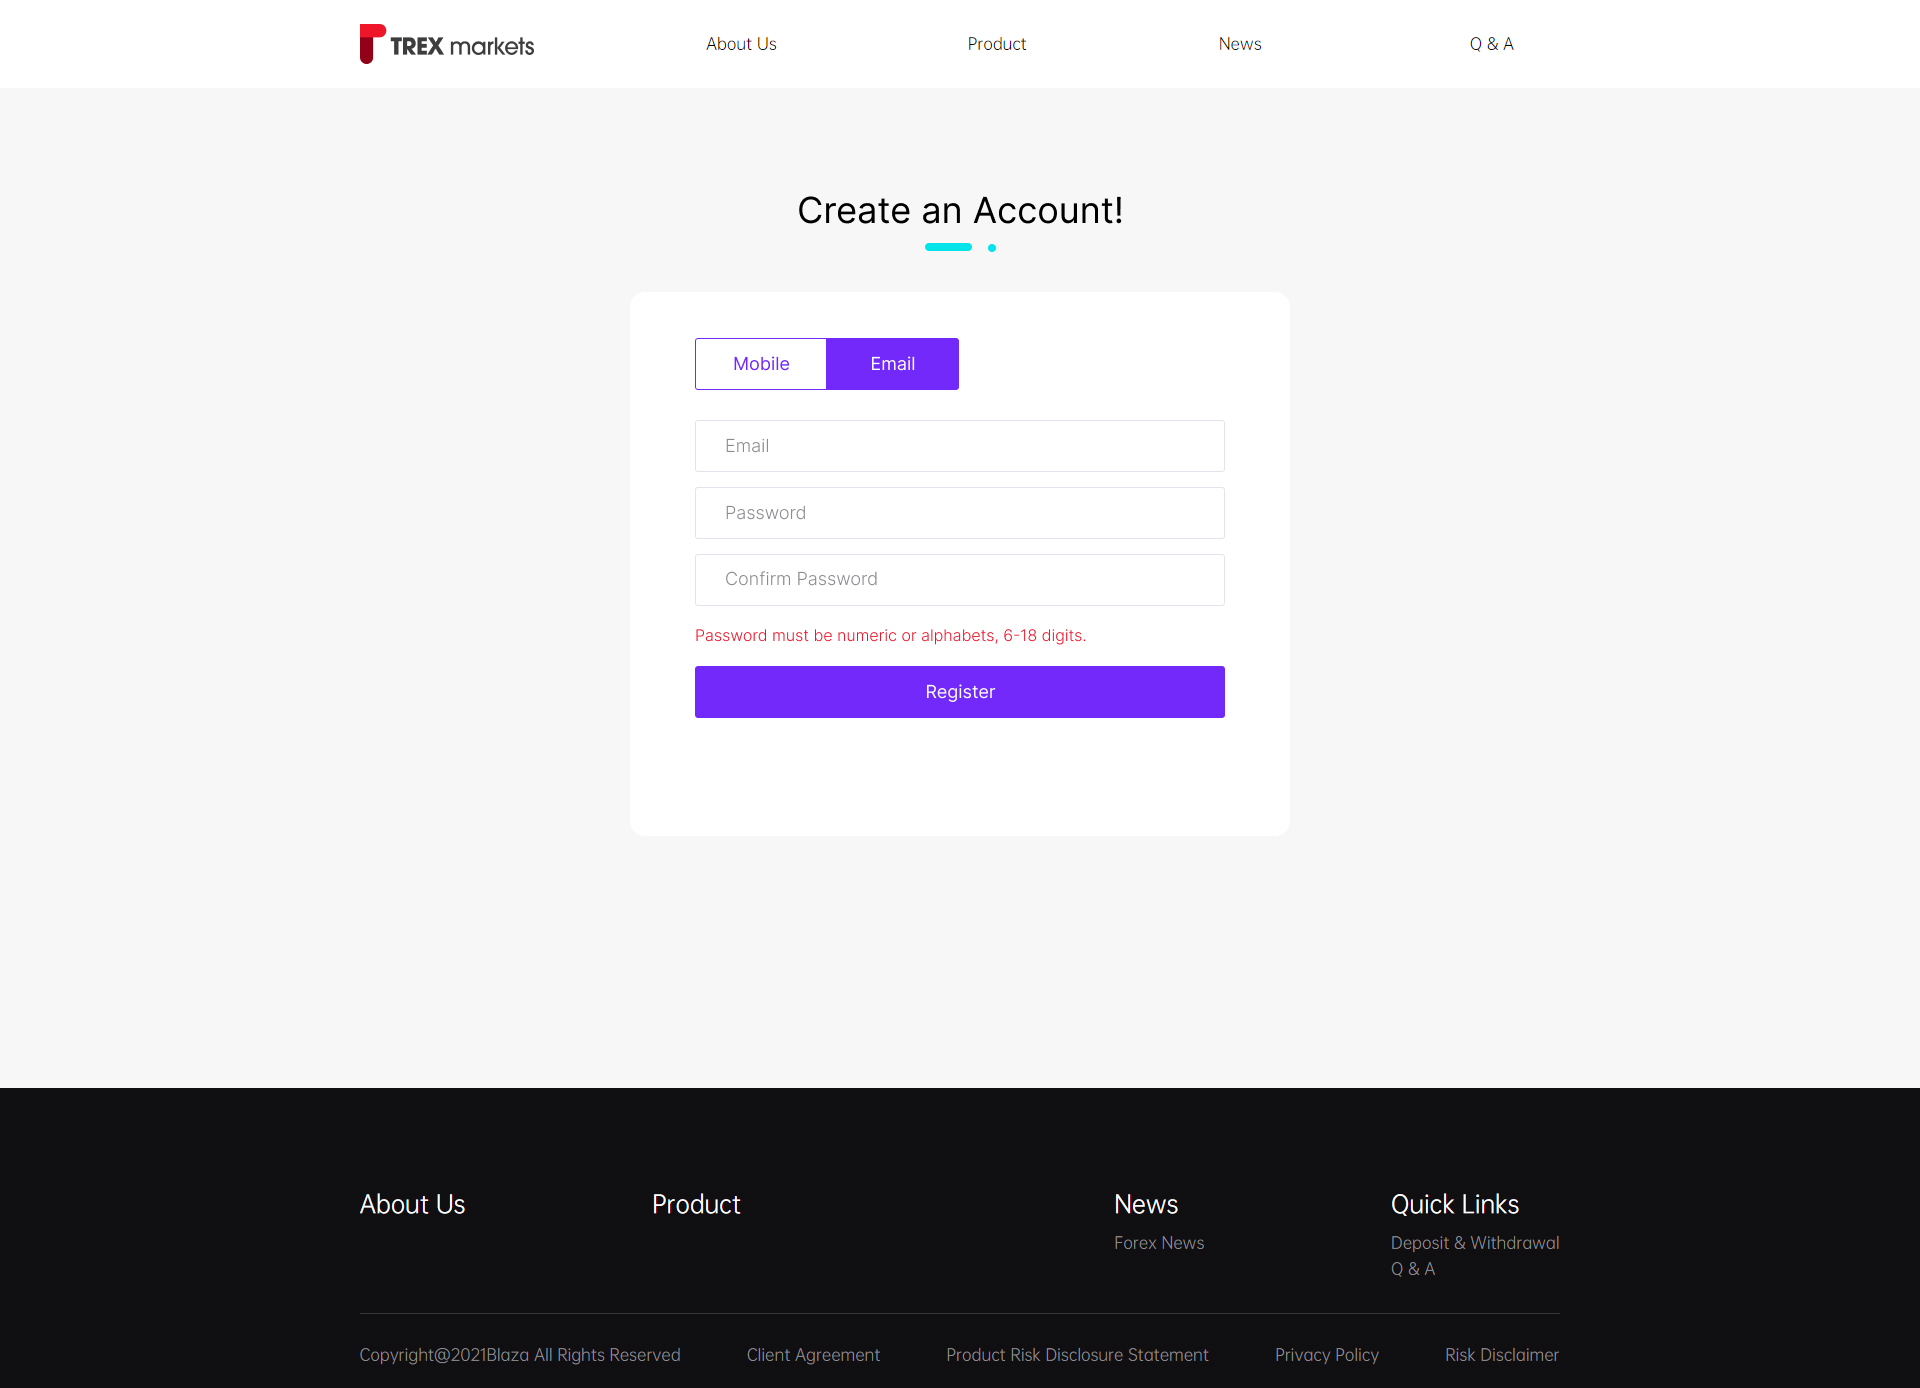 TREX markets
About Us
Product
News
Q & A
Create an Account!
Mobile
Email
Email
Password
Confirm Password
Password must be numeric or alphabets, 6-18 digits.
Register
About Us
Product
News
Forex News
Quick Links
Deposit & Withdrawal
Q & A
Copyright@2021Blaza All Rights Reserved
Client Agreement
Product Risk Disclosure Statement
Privacy Policy
Risk Disclaimer